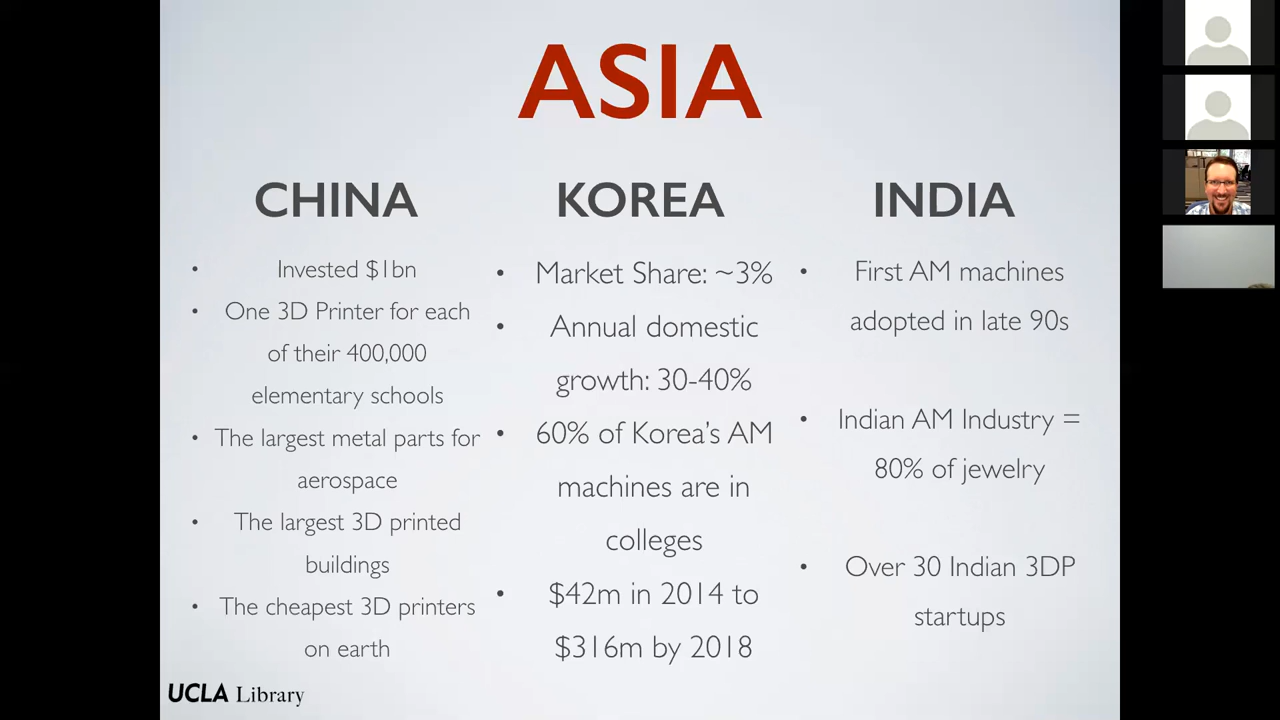 ASIA
CHINA
• Invested $1bn
• One 3D Printer for each
of their 400,000
elementary schools
• The largest metal parts for
aerospace
• The largest 3D printed
buildings
• The cheapest 3D printers
on earth
KOREA
• Market Share: ~3%
• Annual domestic
growth: 30-40%
• 60% of Korea's AM
machines are in
colleges
• $42m in 2014 to
$316m by 2018
INDIA
• First AM machines
adopted in late 90s
• Indian AM Industry =
80% of jewelry
• Over 30 Indian 3DP
startups
UCLA Library